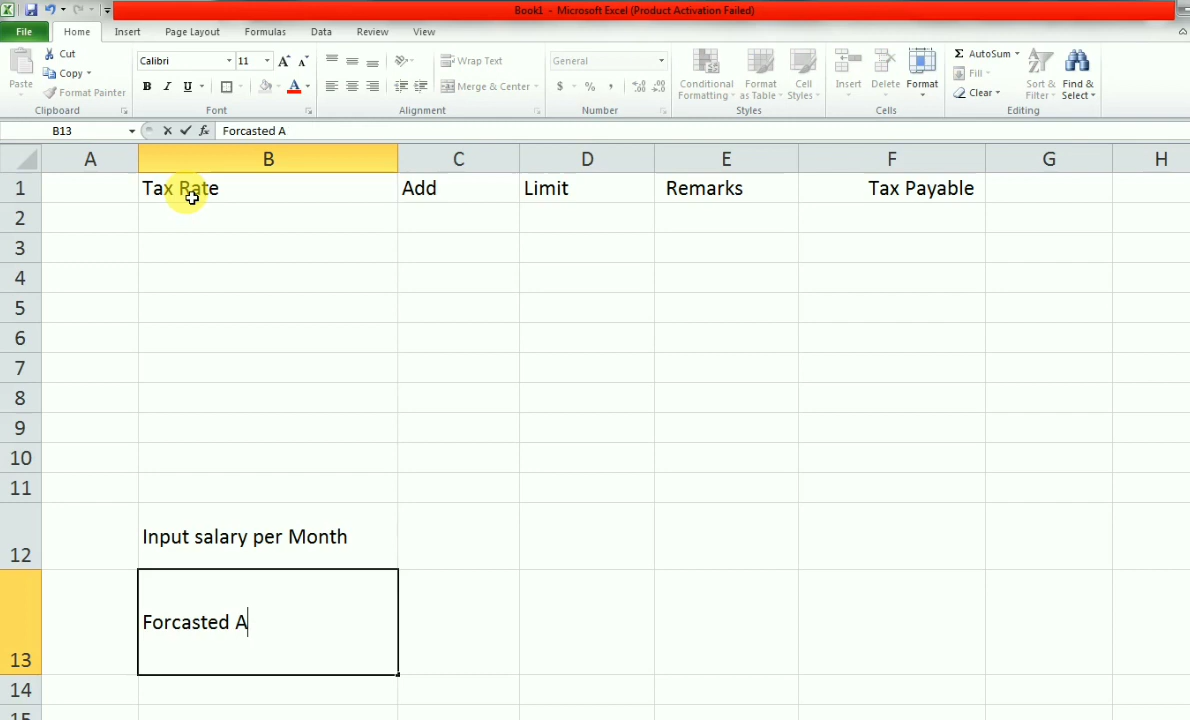 Book1 - Microsoft Excel (Product Activation Failed)
File Home Insert Page Layout Formulas Data Review View
Paste Cut Copy Format Painter Clipboard
Calibri 11 B I U A Font
Wrap Text Merge & Center Alignment
General $ % , Number
Conditional Formatting Format as Table Cell Styles Styles
Insert Delete Format Cells
Σ AutoSum Fill Clear Sort & Filter Find & Select Editing
B13 fx Forcasted A
A B C D E F G H
1 Tax Rate Add Limit Remarks Tax Payable
2
3
4
5
6
7
8
9
10
11
12 Input salary per Month
13 Forcasted A
14
15